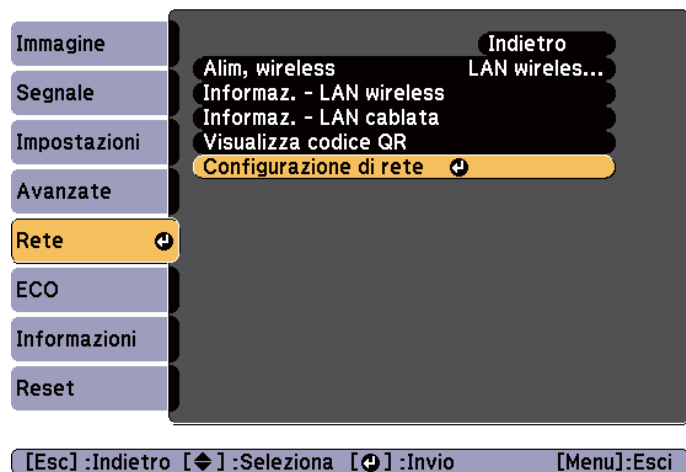 Immagine
Segnale
Impostazioni
Avanzate
Rete
ECO
Informazioni
Reset
Indietro
Alim, wireless LAN wireles...
Informaz. - LAN wireless
Informaz. - LAN cablata
Visualizza codice QR
Configurazione di rete
[Esc] :Indietro [] :Seleziona [] :Invio [Menu]:Esci